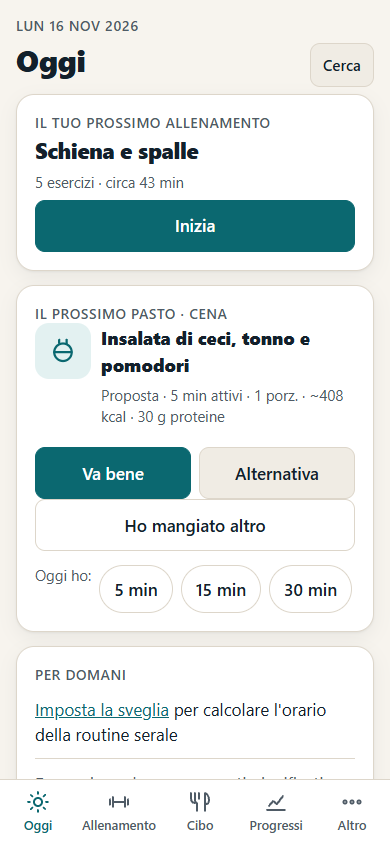 LUN 16 NOV 2026
Oggi
Cerca
IL TUO PROSSIMO ALLENAMENTO
Schiena e spalle
5 esercizi · circa 43 min
Inizia
IL PROSSIMO PASTO · CENA
Insalata di ceci, tonno e
pomodori
Proposta · 5 min attivi · 1 porz. · ~408
kcal · 30 g proteine
Va bene
Alternativa
Ho mangiato altro
Oggi ho:
5 min
15 min
30 min
PER DOMANI
Imposta la sveglia per calcolare l'orario
della routine serale
Oggi
Allenamento
Cibo
Progressi
Altro